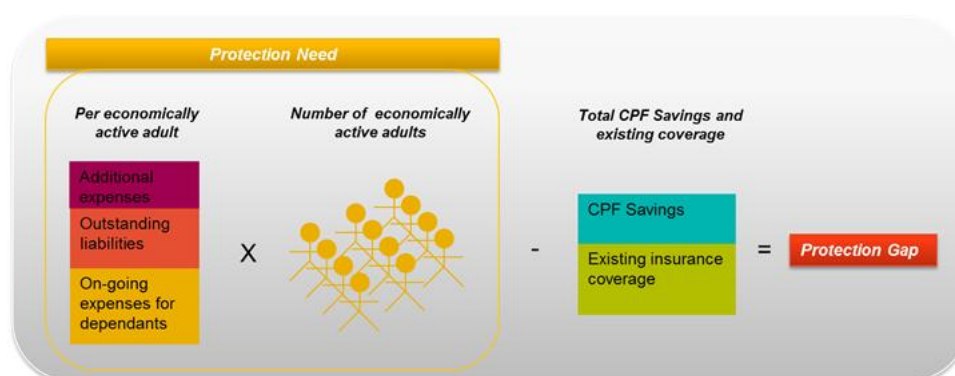 Protection Need
Per economically
active adult
Number of economically
active adults
Total CPF Savings and
existing coverage
Additional
expenses
Outstanding
liabilities
On-going
expenses for
dependants
X
-
CPF Savings
Existing insurance
coverage
=
Protection Gap